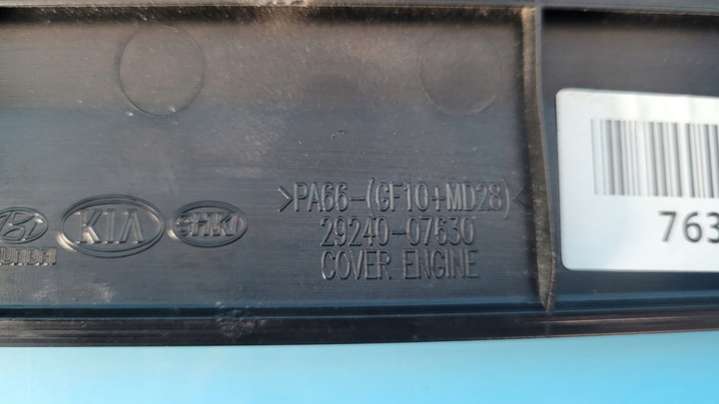 >PA66-(GF10+MD28)<
KIA
29240-07630
COVER ENGINE
763